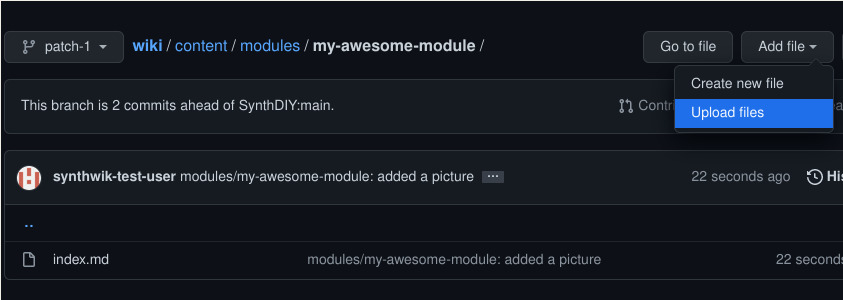 patch-1 wiki / content / modules / my-awesome-module / Go to file Add file
Create new file
Upload files
This branch is 2 commits ahead of SynthDIY:main.
synthwik-test-user modules/my-awesome-module: added a picture ... 22 seconds ago
..
index.md modules/my-awesome-module: added a picture 22 seconds